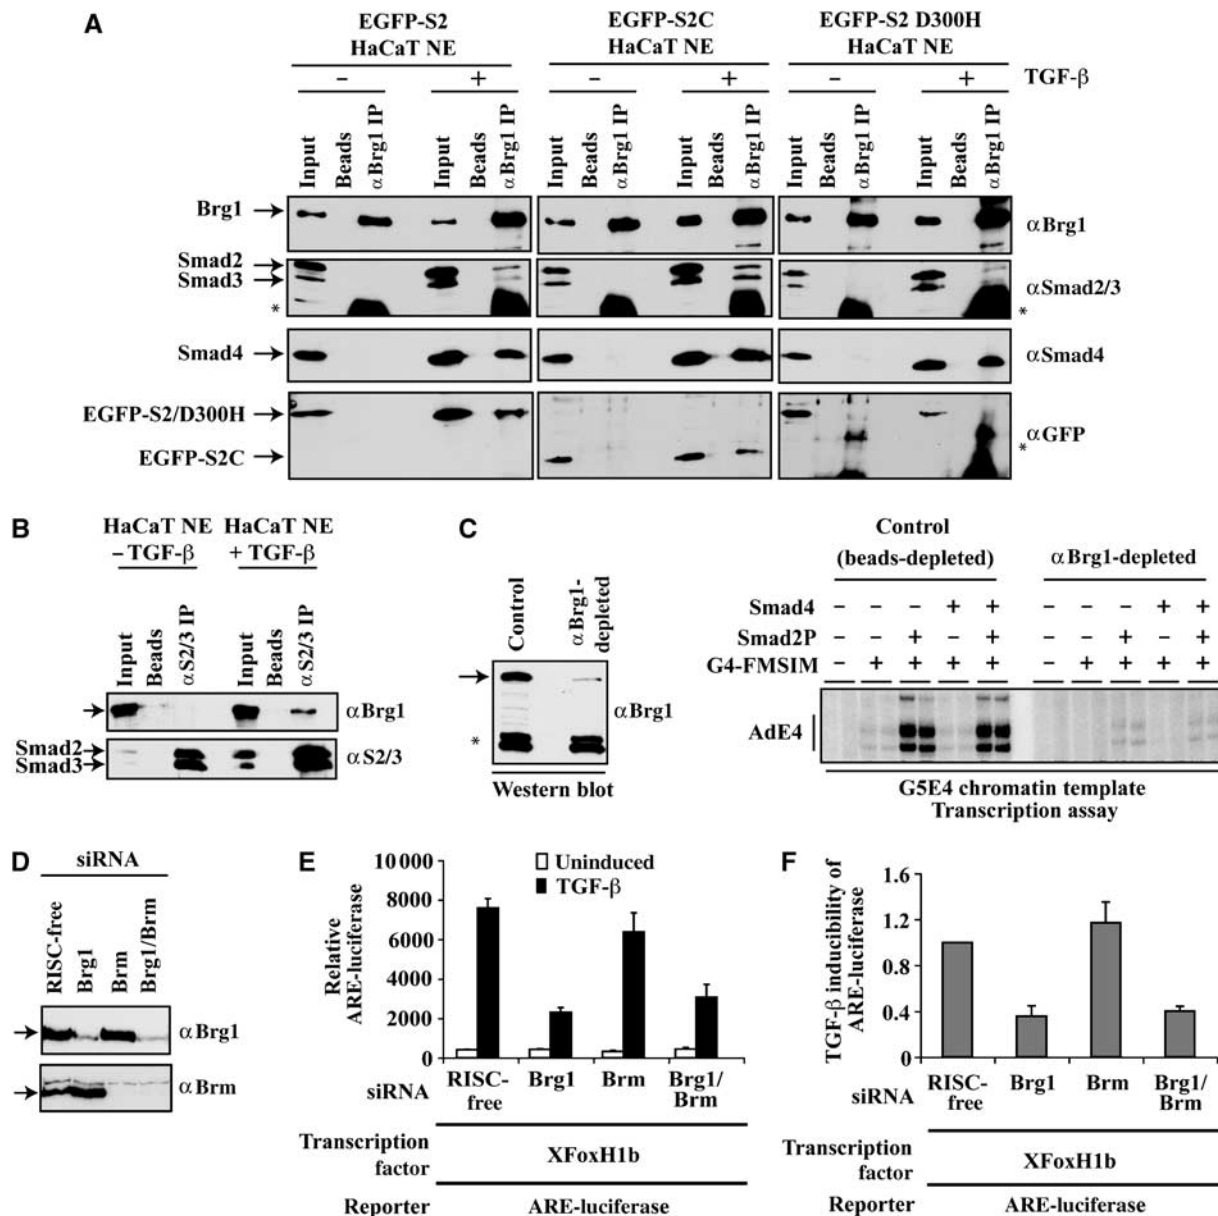 A
EGFP-S2
HaCaT NE
EGFP-S2C
HaCaT NE
EGFP-S2 D300H
HaCaT NE
– + – + – + TGF-β
Input Beads αBrg1 IP Input Beads αBrg1 IP Input Beads αBrg1 IP Input Beads αBrg1 IP Input Beads αBrg1 IP Input Beads αBrg1 IP
Brg1 αBrg1
Smad2
Smad3 αSmad2/3
* *
Smad4 αSmad4
EGFP-S2/D300H αGFP
*
EGFP-S2C
B
HaCaT NE HaCaT NE
– TGF-β + TGF-β
Input Beads αS2/3 IP Input Beads αS2/3 IP
αBrg1
Smad2 αS2/3
Smad3
C
Control αBrg1-depleted
αBrg1
*
Western blot
Control
(beads-depleted) αBrg1-depleted
Smad4 – – – + + – – – + +
Smad2P – – + – + – – + – +
G4-FMSIM – + + + + – + + + +
AdE4
G5E4 chromatin template
Transcription assay
D
siRNA
RISC-free Brg1 Brm Brg1/Brm
αBrg1
αBrm
E
Relative
ARE-luciferase
10 000
8000
6000
4000
2000
0
Uninduced
TGF-β
siRNA RISC-free Brg1 Brm Brg1/Brm
Transcription factor XFoxH1b
Reporter ARE-luciferase
F
TGF-β inducibility of
ARE-luciferase
1.6
1.2
0.8
0.4
0
siRNA RISC-free Brg1 Brm Brg1/Brm
Transcription factor XFoxH1b
Reporter ARE-luciferase